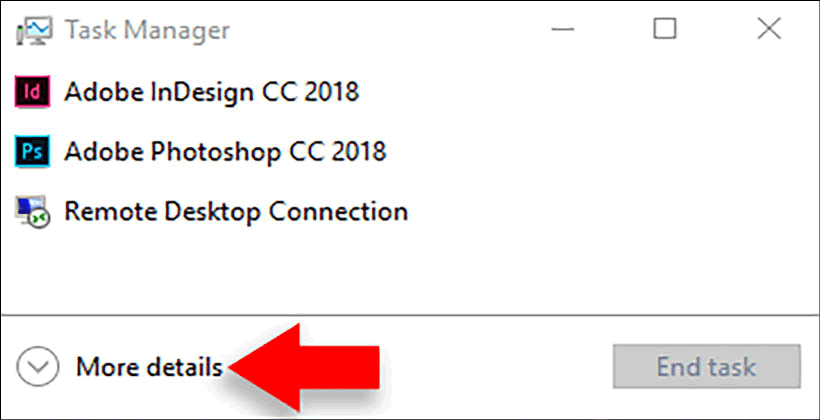 Task Manager
Id Adobe InDesign CC 2018
Ps Adobe Photoshop CC 2018
Remote Desktop Connection
More details End task